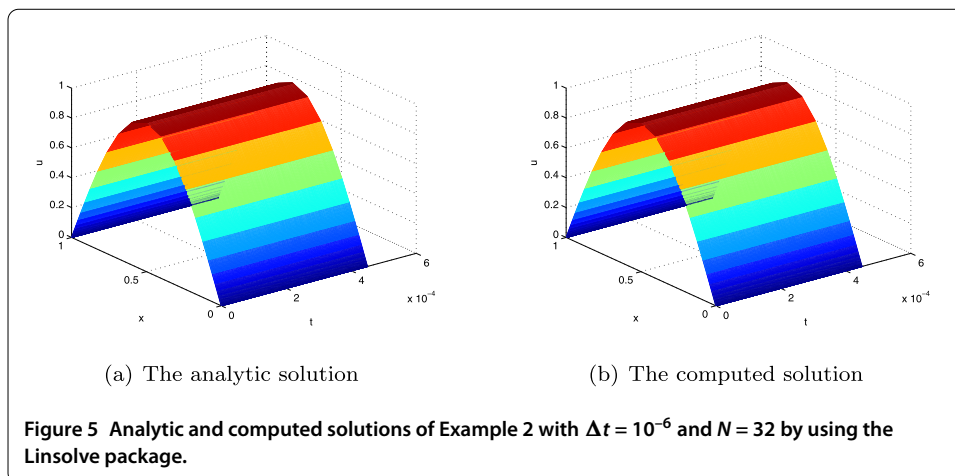 1
0.8
0.6
0.4
0.2
0
u
1
0.5
0
x
0
2
4
6
x 10⁻⁴
t
(a) The analytic solution
1
0.8
0.6
0.4
0.2
0
u
1
0.5
0
x
0
2
4
6
x 10⁻⁴
t
(b) The computed solution
Figure 5 Analytic and computed solutions of Example 2 with Δt = 10⁻⁶ and N = 32 by using the
Linsolve package.